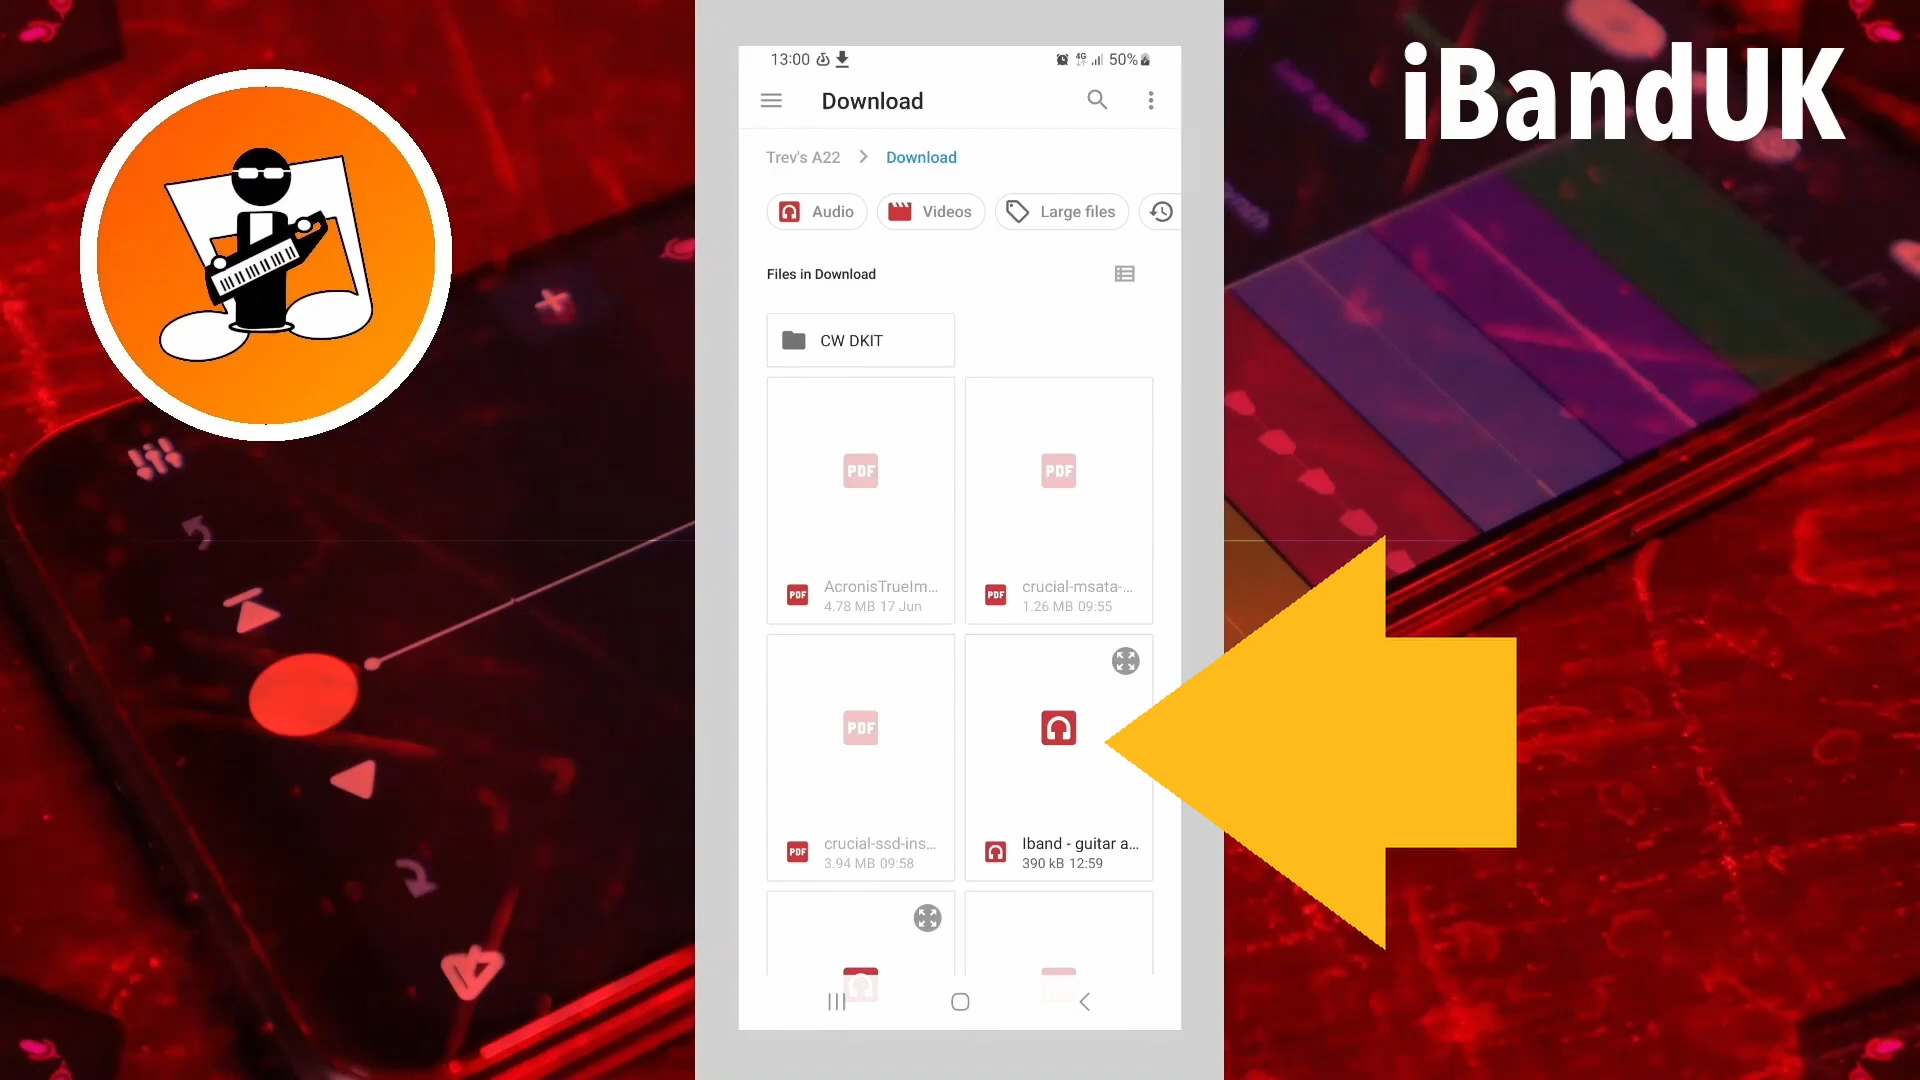 iBandUK
13:00 4G 50%
Download
Trev's A22 > Download
Audio Videos Large files
Files in Download
CW DKIT
PDF PDF
PDF AcronisTrueIm... PDF crucial-msata-...
4.78 MB 17 Jun 1.26 MB 09:55
PDF
PDF crucial-ssd-ins... Iband - guitar a...
3.94 MB 09:58 390 kB 12:59